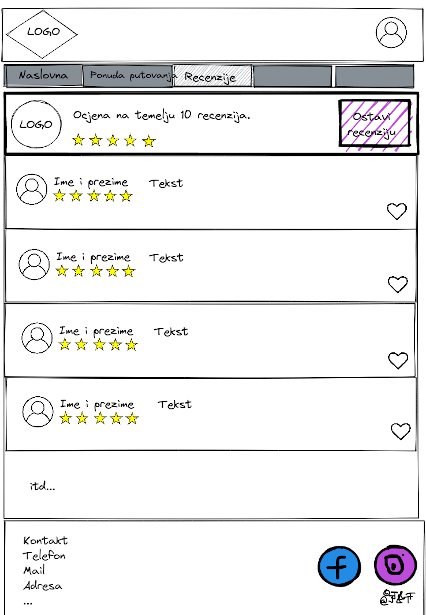 LOGO
Naslovna Ponuda putovanja Recenzije
LOGO
Ocjena na temelju 10 recenzija.
Ostavi
recenziju
Ime i prezime Tekst
Ime i prezime Tekst
Ime i prezime Tekst
Ime i prezime Tekst
itd...
Kontakt
Telefon
Mail
Adresa
...